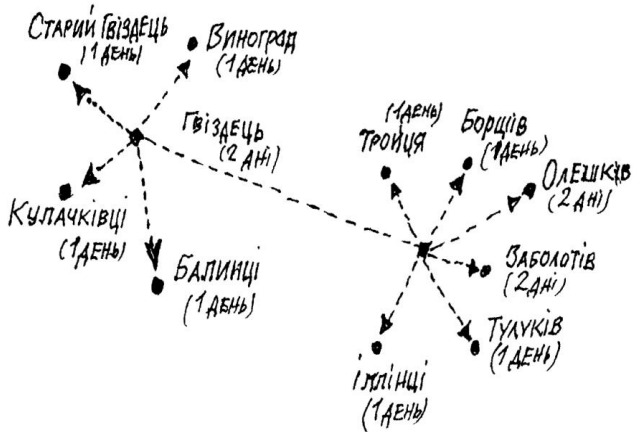 СТАРИЙ ГВІЗДЕЦЬ
(1 ДЕНЬ)
ВИНОГРАД
(1 ДЕНЬ)
ГВІЗДЕЦЬ
(2 ДНІ)
КУЛАЧКІВЦІ
(1 ДЕНЬ)
БАЛИНЦІ
(1 ДЕНЬ)
(1 ДЕНЬ)
ТРОЙЦЯ
БОРЩІВ
(1 ДЕНЬ)
ОЛЕШКІВ
(2 ДНІ)
ЗАБОЛОТІВ
(2 ДНІ)
ТУЛУКІВ
(1 ДЕНЬ)
ІЛЛІНЦІ
(1 ДЕНЬ)